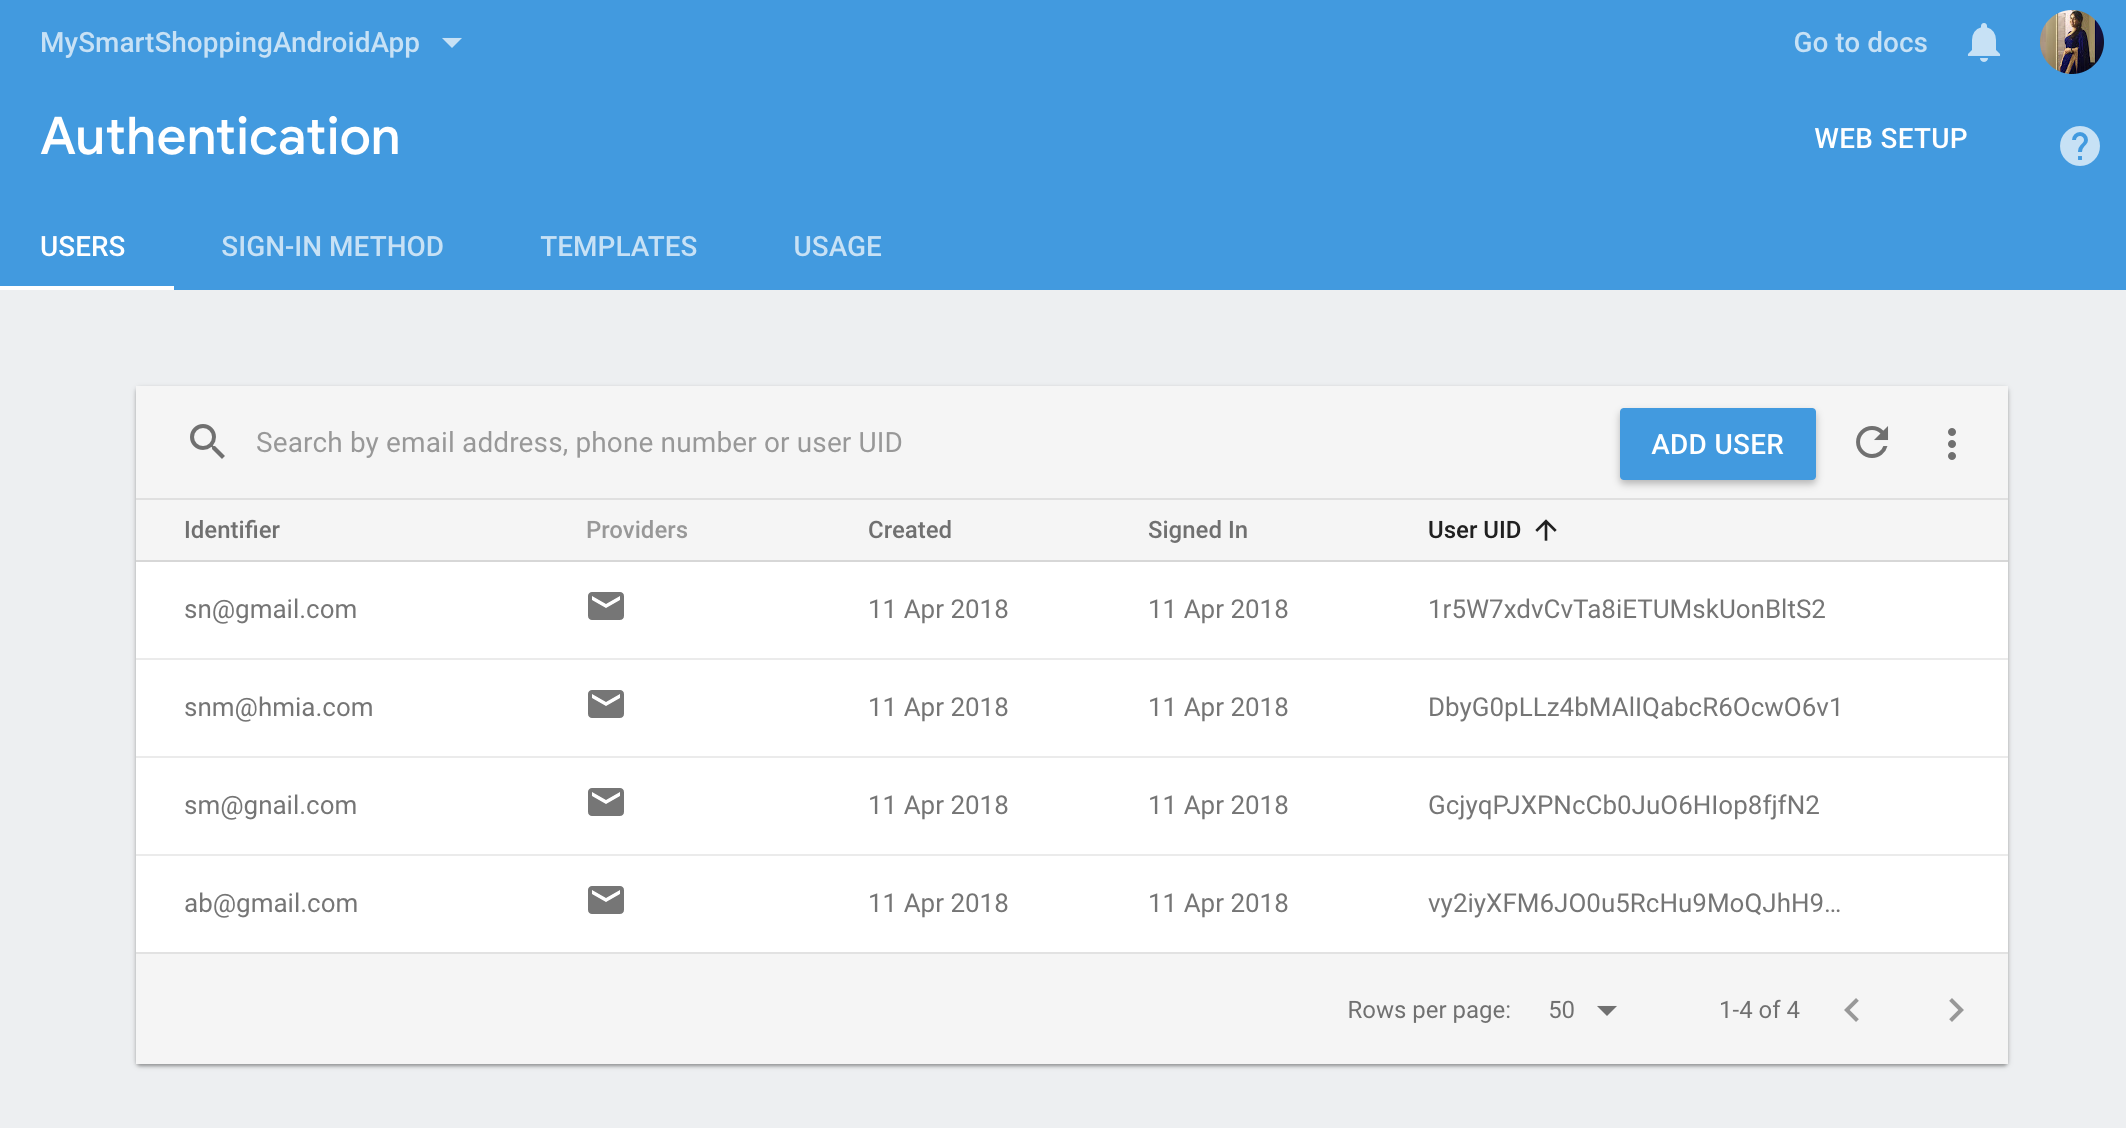 MySmartShoppingAndroidApp Go to docs
Authentication WEB SETUP
USERS SIGN-IN METHOD TEMPLATES USAGE
Search by email address, phone number or user UID ADD USER
Identifier Providers Created Signed In User UID
sn@gmail.com 11 Apr 2018 11 Apr 2018 1r5W7xdvCvTa8iETUMskUonBltS2
snm@hmia.com 11 Apr 2018 11 Apr 2018 DbyG0pLLz4bMAlIQabcR6OcwO6v1
sm@gnail.com 11 Apr 2018 11 Apr 2018 GcjyqPJXPNcCb0JuO6HIop8fjfN2
ab@gmail.com 11 Apr 2018 11 Apr 2018 vy2iyXFM6JO0u5RcHu9MoQJhH9...
Rows per page: 50 1-4 of 4